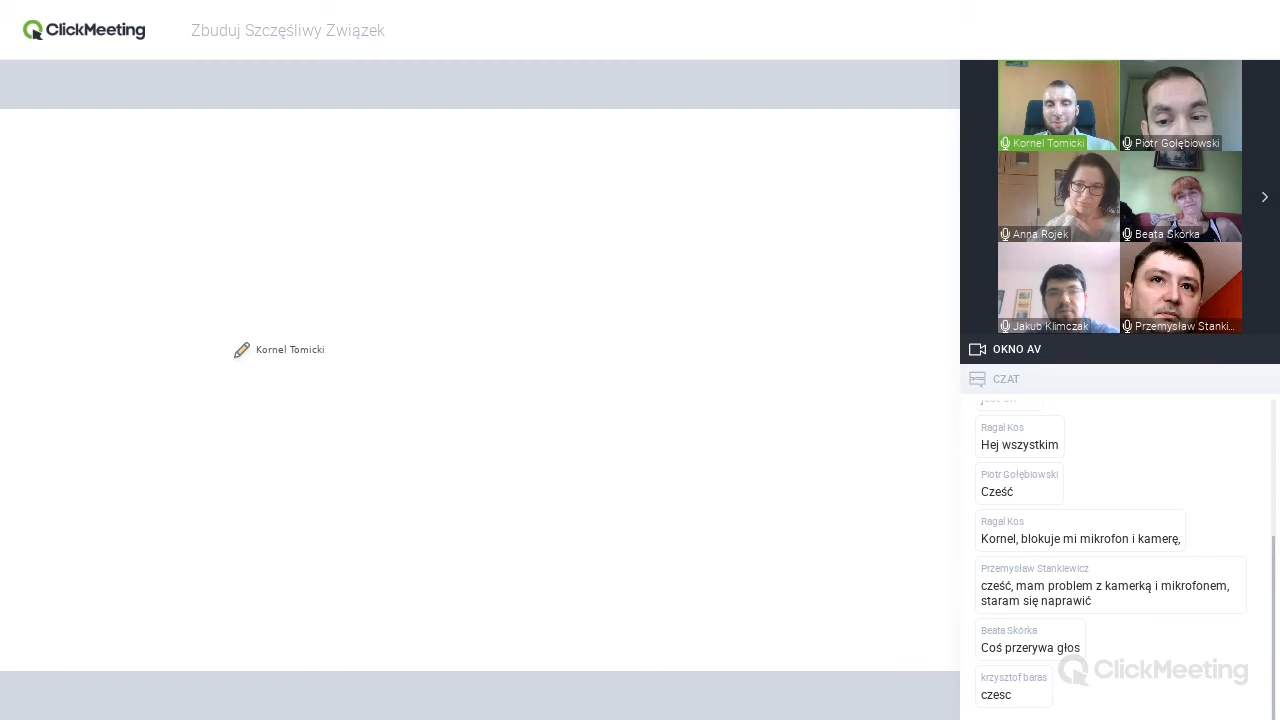 ClickMeeting
Zbuduj Szczęśliwy Związek
Kornel Tomicki
Piotr Gołębiowski
Anna Rojek
Beata Skórka
Jakub Klimczak
Przemysław Stanki...
OKNO AV
CZAT
Kornel Tomicki
Ragal Kos
Hej wszystkim
Piotr Gołębiowski
Cześć
Ragal Kos
Kornel, blokuje mi mikrofon i kamerę,
Przemysław Stankiewicz
cześć, mam problem z kamerką i mikrofonem,
staram się naprawić
Beata Skórka
Coś przerywa głos
krzysztof baras
czesc
ClickMeeting